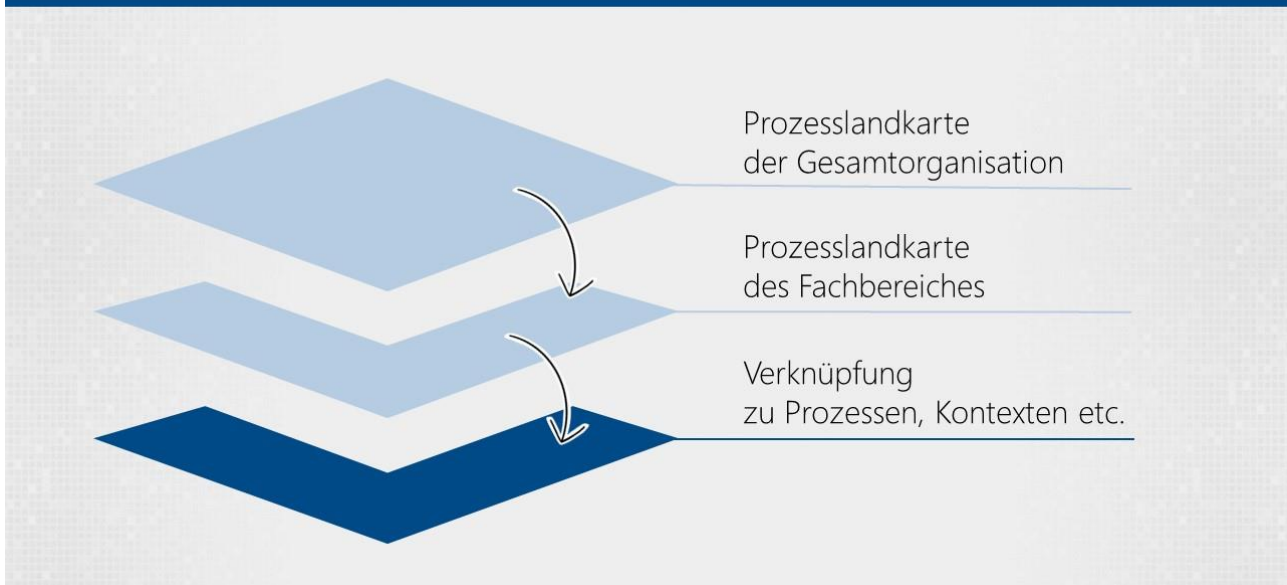 Prozesslandkarte
der Gesamtorganisation
Prozesslandkarte
des Fachbereiches
Verknüpfung
zu Prozessen, Kontexten etc.